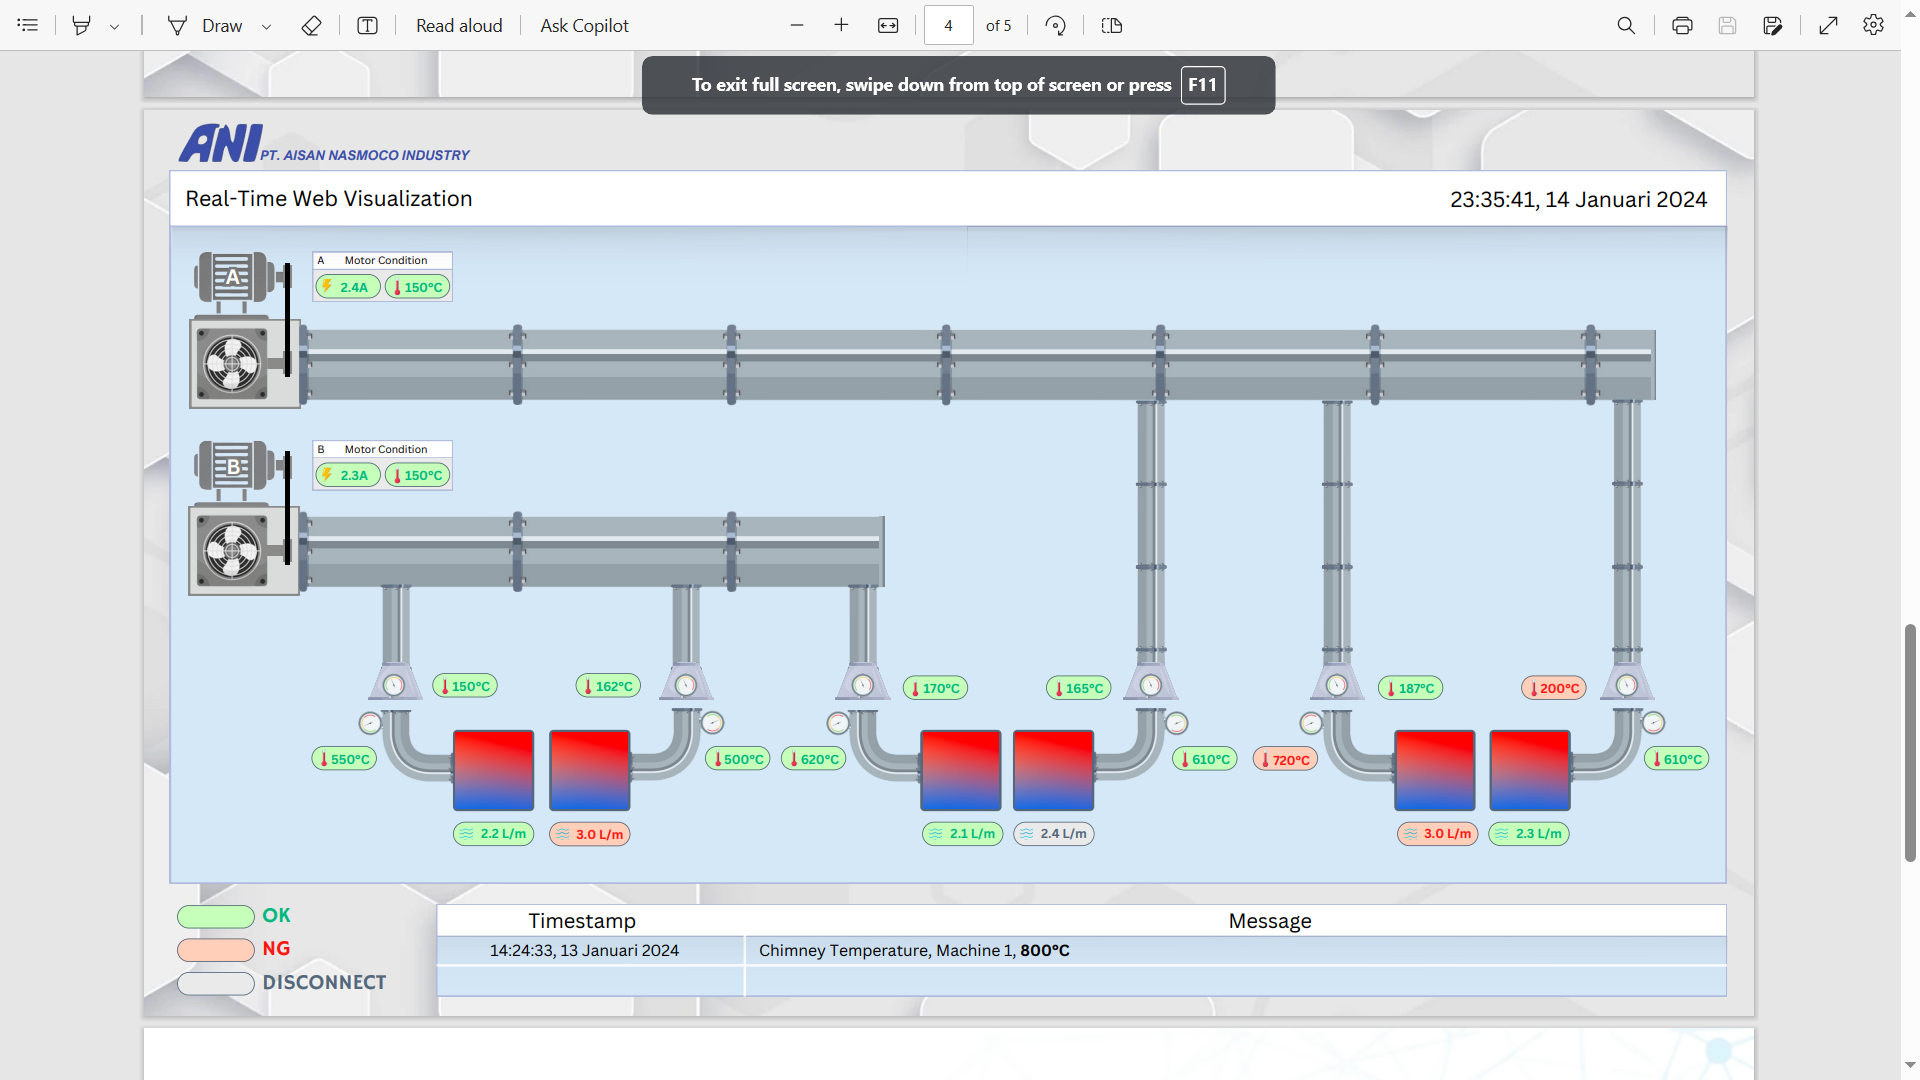 Draw
Read aloud
Ask Copilot
4
of 5
To exit full screen, swipe down from top of screen or press F11
ANI PT. AISAN NASMOCO INDUSTRY
Real-Time Web Visualization
23:35:41, 14 Januari 2024
A
A Motor Condition
2.4A 150°C
B
B Motor Condition
2.3A 150°C
150°C 162°C 170°C 165°C 187°C 200°C
550°C 500°C 620°C 610°C 720°C 610°C
2.2 L/m 3.0 L/m 2.1 L/m 2.4 L/m 3.0 L/m 2.3 L/m
OK
NG
DISCONNECT
Timestamp Message
14:24:33, 13 Januari 2024 Chimney Temperature, Machine 1, 800°C